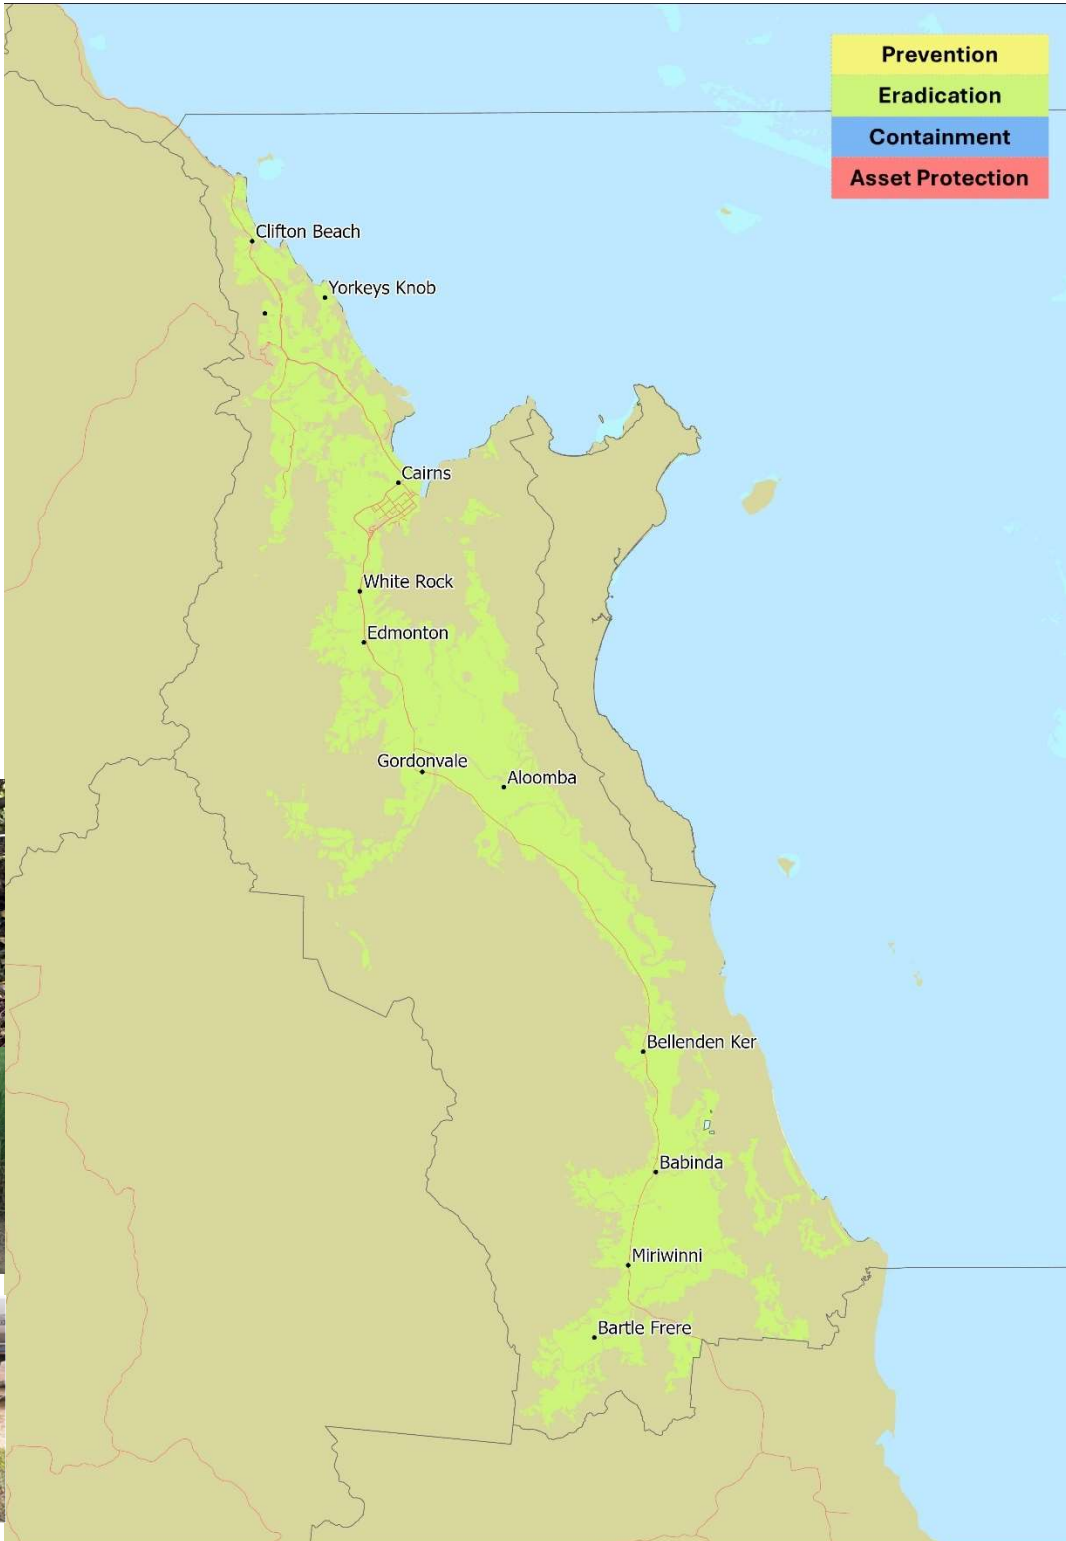 Prevention
Eradication
Containment
Asset Protection
Clifton Beach
Yorkeys Knob
Cairns
White Rock
Edmonton
Gordonvale
Aloomba
Bellenden Ker
Babinda
Miriwinni
Bartle Frere